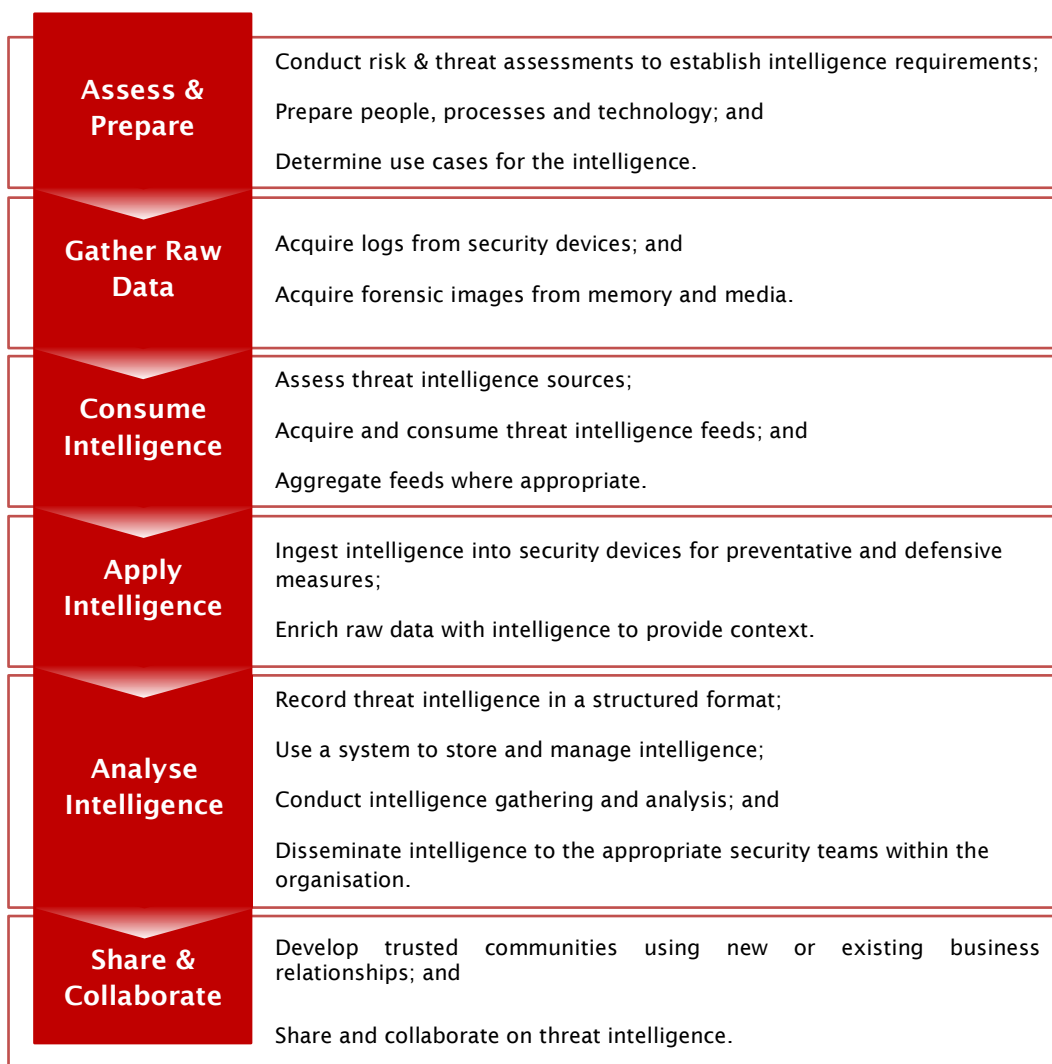 Assess &
Prepare
Conduct risk & threat assessments to establish intelligence requirements;
Prepare people, processes and technology; and
Determine use cases for the intelligence.
Gather Raw
Data
Acquire logs from security devices; and
Acquire forensic images from memory and media.
Consume
Intelligence
Assess threat intelligence sources;
Acquire and consume threat intelligence feeds; and
Aggregate feeds where appropriate.
Apply
Intelligence
Ingest intelligence into security devices for preventative and defensive
measures;
Enrich raw data with intelligence to provide context.
Analyse
Intelligence
Record threat intelligence in a structured format;
Use a system to store and manage intelligence;
Conduct intelligence gathering and analysis; and
Disseminate intelligence to the appropriate security teams within the
organisation.
Share &
Collaborate
Develop trusted communities using new or existing business
relationships; and
Share and collaborate on threat intelligence.